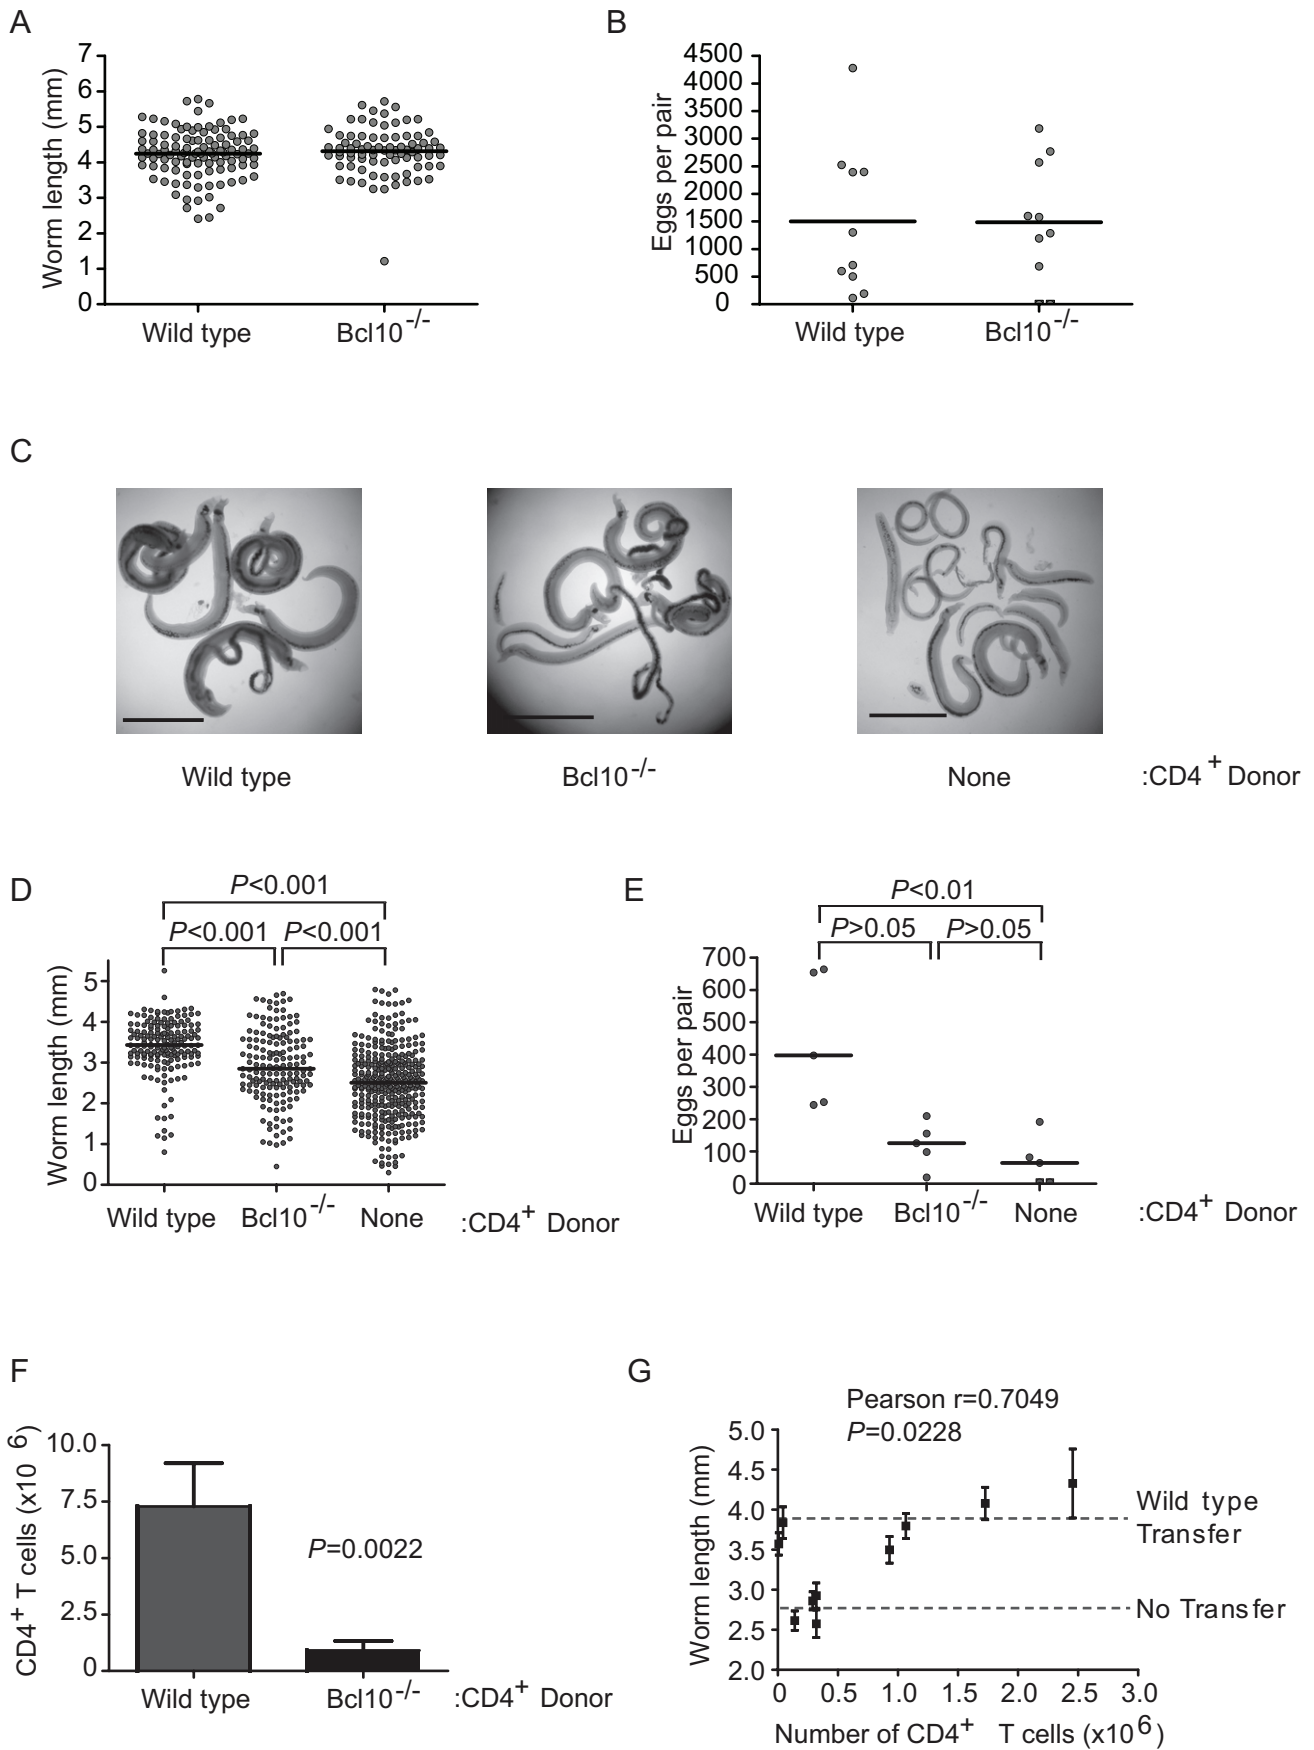 A
Worm length (mm)
7
6
5
4
3
2
1
0
Wild type
Bcl10-/-
B
Eggs per pair
4500
4000
3500
3000
2500
2000
1500
1000
500
0
Wild type
Bcl10-/-
C
Wild type
Bcl10-/-
None
:CD4+ Donor
D
P<0.001
P<0.001
P<0.001
Worm length (mm)
5
4
3
2
1
0
Wild type
Bcl10-/-
None
:CD4+ Donor
E
P<0.01
P>0.05
P>0.05
Eggs per pair
700
600
500
400
300
200
100
0
Wild type
Bcl10-/-
None
:CD4+ Donor
F
CD4+ T cells (x10 6)
10.0
7.5
5.0
2.5
0
P=0.0022
Wild type
Bcl10-/-
:CD4+ Donor
G
Pearson r=0.7049
P=0.0228
Worm length (mm)
5.0
4.5
4.0
3.5
3.0
2.5
2.0
Wild type
Transfer
No Transfer
0 0.5 1.0 1.5 2.0 2.5 3.0
Number of CD4+ T cells (x10 6)